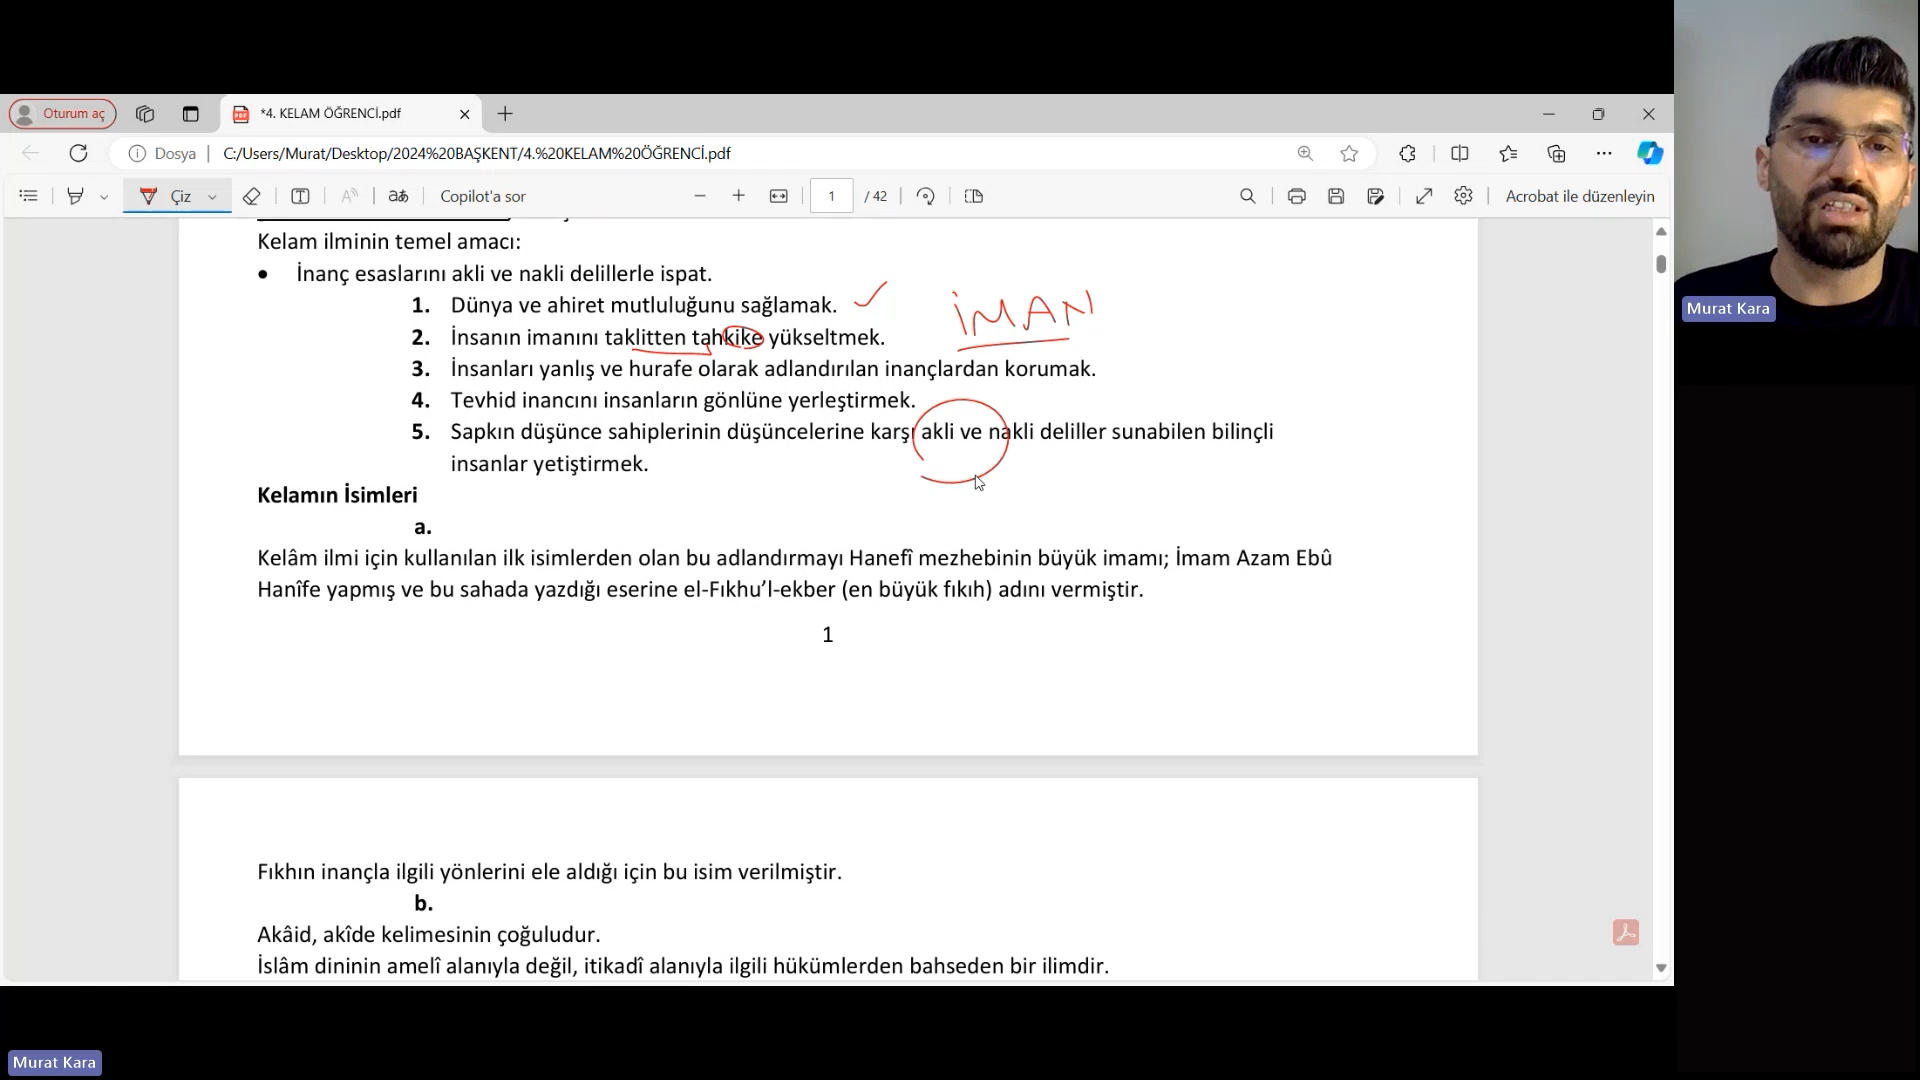 Oturum aç
*4. KELAM ÖĞRENCİ.pdf
Dosya | C:/Users/Murat/Desktop/2024%20BAŞKENT/4.%20KELAM%20ÖĞRENCİ.pdf
Çiz
aあ
Copilot'a sor
1 / 42
Acrobat ile düzenleyin
Kelam ilminin temel amacı:
• İnanç esaslarını akli ve nakli delillerle ispat.
1. Dünya ve ahiret mutluluğunu sağlamak.
İMAN
2. İnsanın imanını taklitten tahkike yükseltmek.
3. İnsanları yanlış ve hurafe olarak adlandırılan inançlardan korumak.
4. Tevhid inancını insanların gönlüne yerleştirmek.
5. Sapkın düşünce sahiplerinin düşüncelerine karşı akli ve nakli deliller sunabilen bilinçli
insanlar yetiştirmek.
Kelamın İsimleri
a.
Kelâm ilmi için kullanılan ilk isimlerden olan bu adlandırmayı Hanefî mezhebinin büyük imamı; İmam Azam Ebû
Hanîfe yapmış ve bu sahada yazdığı eserine el-Fıkhu’l-ekber (en büyük fıkıh) adını vermiştir.
1
Fıkhın inançla ilgili yönlerini ele aldığı için bu isim verilmiştir.
b.
Akâid, akîde kelimesinin çoğuludur.
İslâm dininin amelî alanıyla değil, itikadî alanıyla ilgili hükümlerden bahseden bir ilimdir.
Murat Kara
Murat Kara